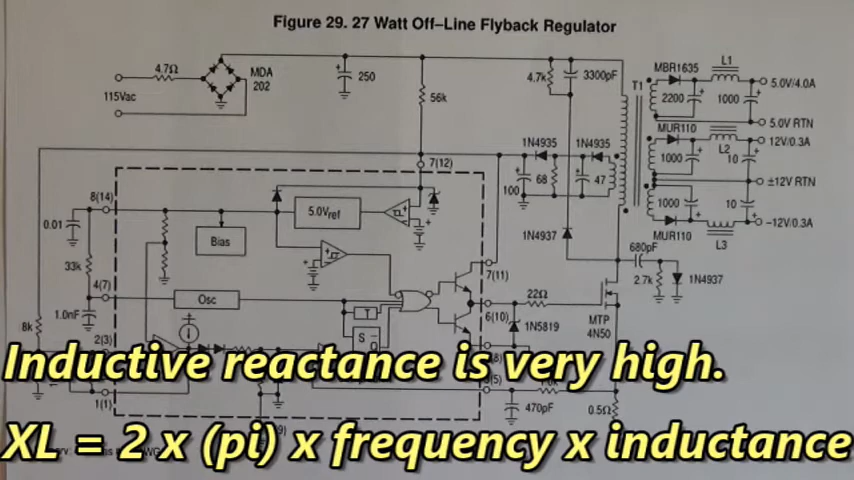 Figure 29. 27 Watt Off–Line Flyback Regulator
4.7Ω
MDA
202
250
115Vac
56k
4.7k
3300pF
T1
MBR1635
L1
2200
1000
5.0V/4.0A
5.0V RTN
MUR110
1000
L2
10
12V/0.3A
±12V RTN
1000
10
–12V/0.3A
MUR110
L3
1N4935
1N4935
7(12)
100
68
47
8(14)
5.0Vref
0.01
Bias
1N4937
680pF
33k
7(11)
2.7k
1N4937
4(7)
Osc
22Ω
1.0nF
T
6(10)
MTP
4N50
8k
S
Q
1N5819
2(3)
Inductive reactance is very high.
1(1)
470pF
0.5Ω
XL = 2 x (pi) x frequency x inductance